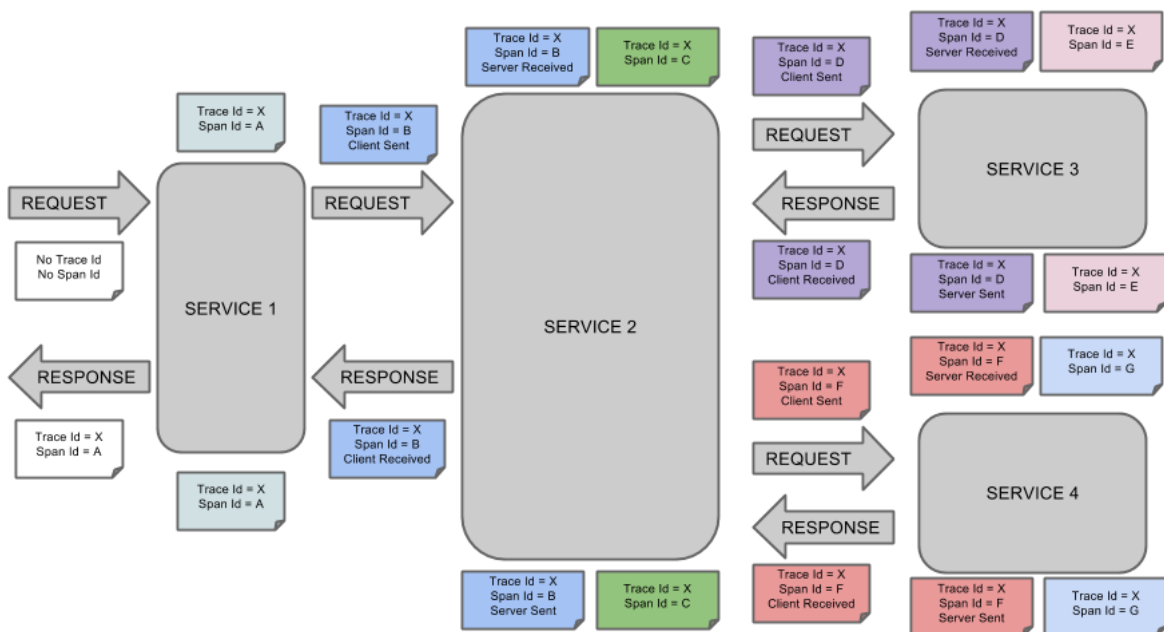 Trace Id = X
Span Id = A
REQUEST
No Trace Id
No Span Id
SERVICE 1
RESPONSE
Trace Id = X
Span Id = A
Trace Id = X
Span Id = A
Trace Id = X
Span Id = B
Client Sent
REQUEST
RESPONSE
Trace Id = X
Span Id = B
Client Received
Trace Id = X
Span Id = B
Server Received
Trace Id = X
Span Id = C
SERVICE 2
Trace Id = X
Span Id = B
Server Sent
Trace Id = X
Span Id = C
Trace Id = X
Span Id = D
Client Sent
REQUEST
RESPONSE
Trace Id = X
Span Id = D
Client Received
Trace Id = X
Span Id = D
Server Received
Trace Id = X
Span Id = E
SERVICE 3
Trace Id = X
Span Id = D
Server Sent
Trace Id = X
Span Id = E
Trace Id = X
Span Id = F
Client Sent
REQUEST
RESPONSE
Trace Id = X
Span Id = F
Client Received
Trace Id = X
Span Id = F
Server Received
Trace Id = X
Span Id = G
SERVICE 4
Trace Id = X
Span Id = F
Server Sent
Trace Id = X
Span Id = G